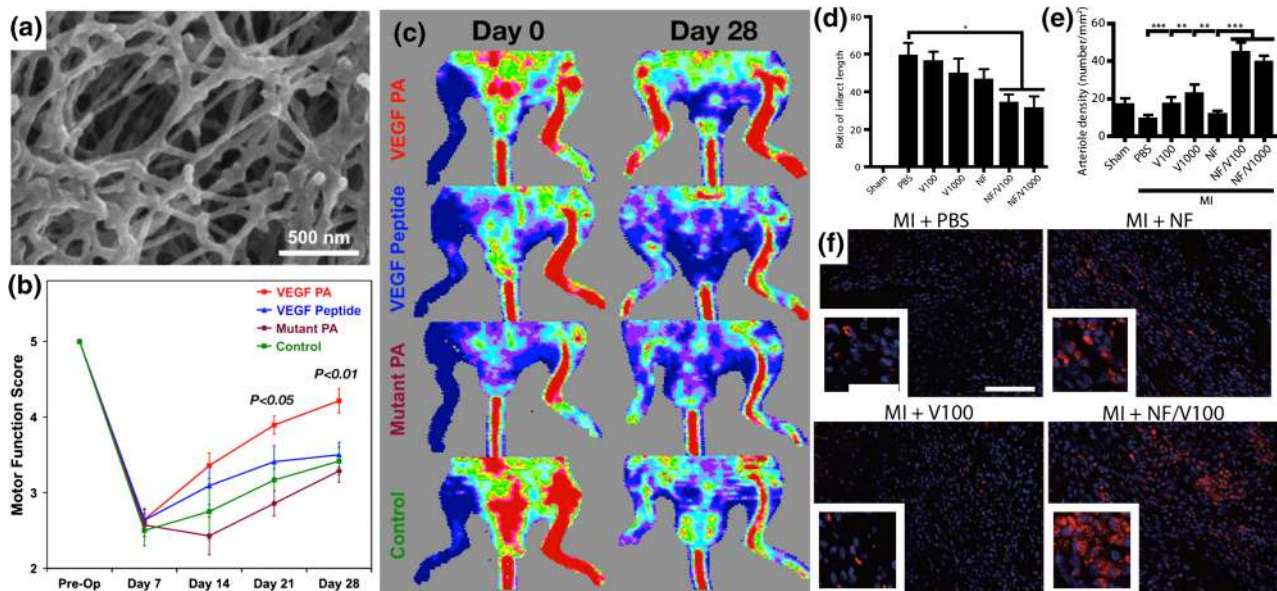 (a)
500 nm
(b)
VEGF PA
VEGF Peptide
Mutant PA
Control
Motor Function Score
5
4
3
2
P<0.05
P<0.01
Pre-Op Day 7 Day 14 Day 21 Day 28
(c)
Day 0 Day 28
VEGF PA
VEGF Peptide
Mutant PA
Control
(d)
Ratio of infarct length
80
60
40
20
0
*
Sham PBS V100 V1000 NF NF/V100 NF/V1000
(e)
Arteriole density (number/mm²)
60
40
20
0
*** ** ** ***
Sham PBS V100 V1000 NF NF/V100 NF/V1000
MI
(f)
MI + PBS MI + NF
MI + V100 MI + NF/V100